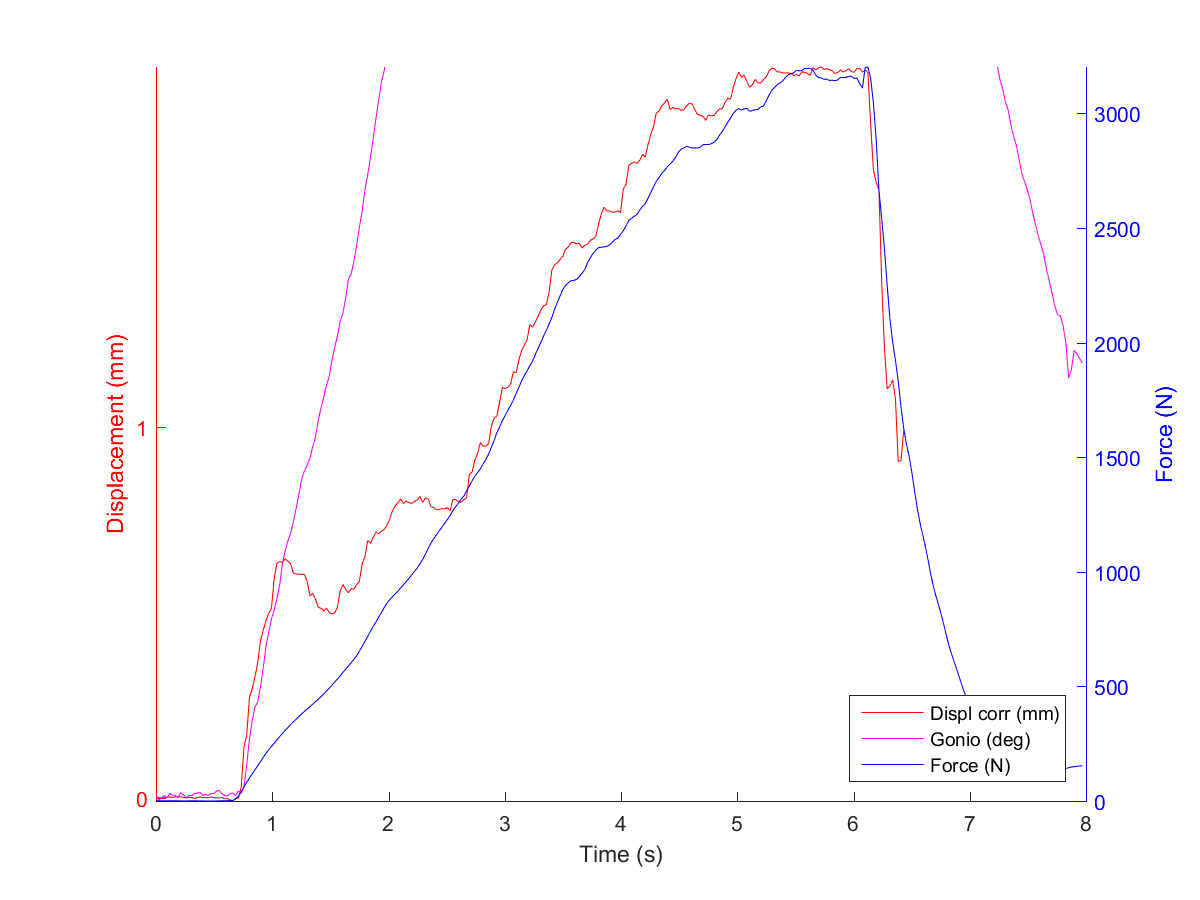 Displacement (mm)
1
0
3000
2500
2000
1500
1000
500
0
Force (N)
Displ corr (mm)
Gonio (deg)
Force (N)
0 1 2 3 4 5 6 7 8
Time (s)